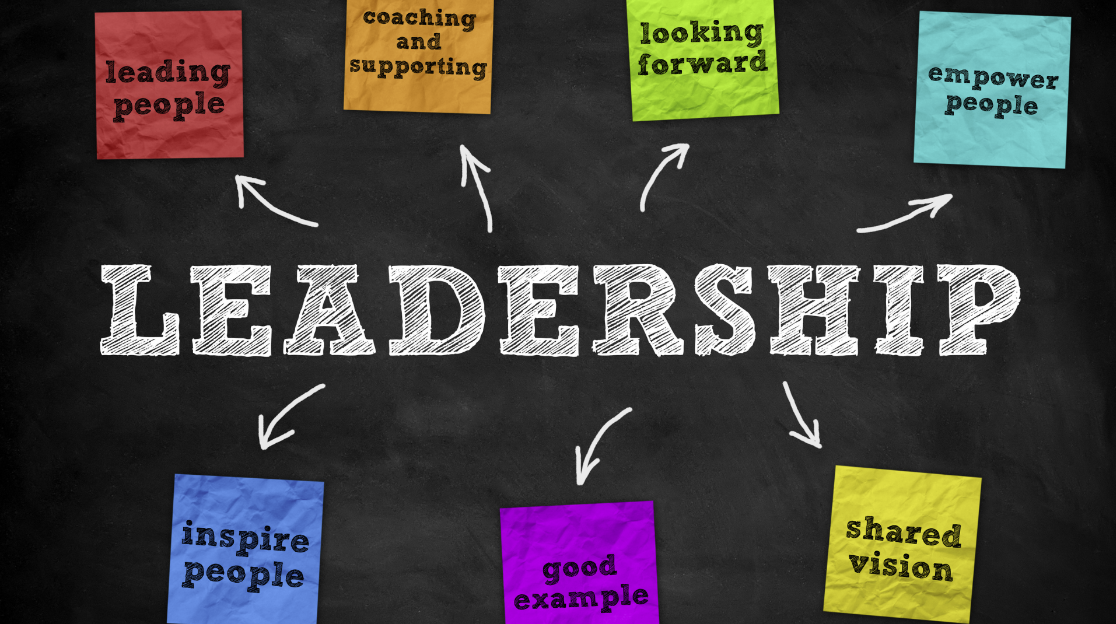 leading
people
coaching
and
supporting
looking
forward
empower
people
LEADERSHIP
inspire
people
good
example
shared
vision